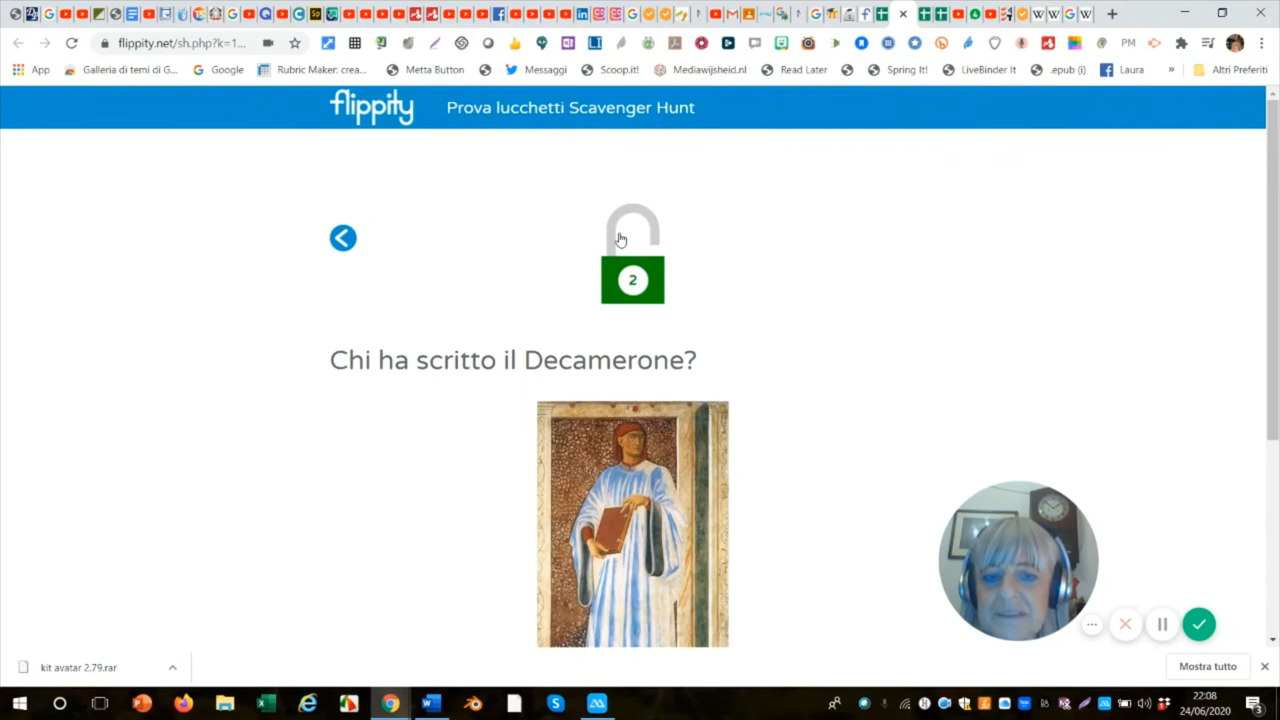 flippity.net/sh.php?k=1...
PM
App
Galleria di temi di G...
Google
Rubric Maker: crea...
Metta Button
Messaggi
Scoop.it!
Mediawijsheid.nl
Read Later
Spring It!
LiveBinder It
.epub (i)
Laura
»
Altri Preferiti
flippity
Prova lucchetti Scavenger Hunt
2
Chi ha scritto il Decamerone?
kit avatar 2.79.rar
Mostra tutto
22:08
24/06/2020
3